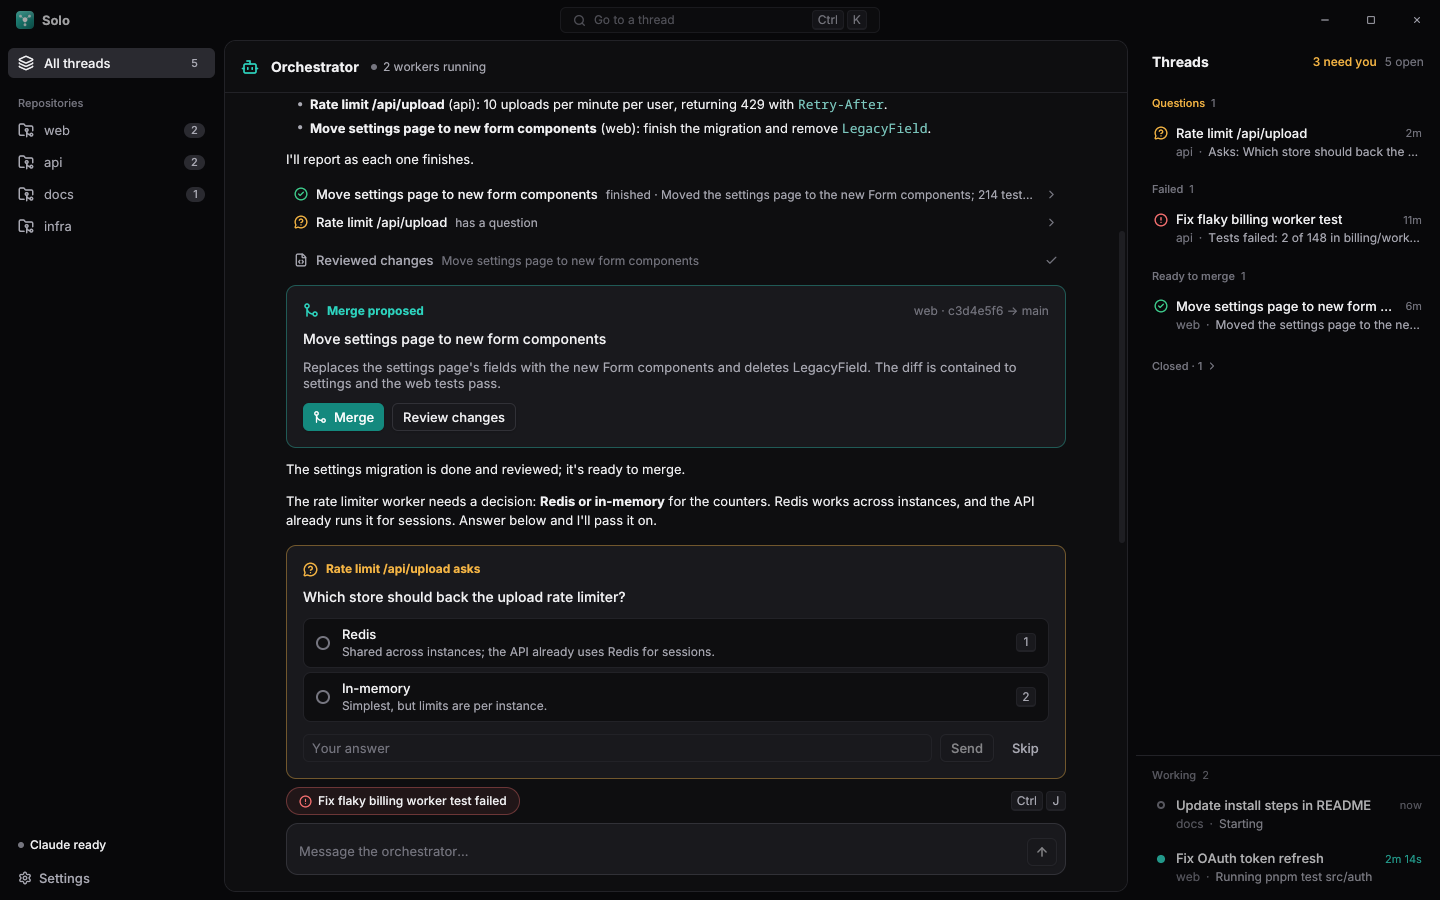 Solo
Go to a thread
Ctrl K
All threads 5
Repositories
web 2
api 2
docs 1
infra
Claude ready
Settings
Orchestrator
2 workers running
• Rate limit /api/upload (api): 10 uploads per minute per user, returning 429 with Retry-After.
• Move settings page to new form components (web): finish the migration and remove LegacyField.
I'll report as each one finishes.
Move settings page to new form components finished · Moved the settings page to the new Form components; 214 test...
Rate limit /api/upload has a question
Reviewed changes Move settings page to new form components
Merge proposed
web · c3d4e5f6 → main
Move settings page to new form components
Replaces the settings page's fields with the new Form components and deletes LegacyField. The diff is contained to
settings and the web tests pass.
Merge
Review changes
The settings migration is done and reviewed; it's ready to merge.
The rate limiter worker needs a decision: Redis or in-memory for the counters. Redis works across instances, and the API
already runs it for sessions. Answer below and I'll pass it on.
Rate limit /api/upload asks
Which store should back the upload rate limiter?
Redis
Shared across instances; the API already uses Redis for sessions.
1
In-memory
Simplest, but limits are per instance.
2
Your answer
Send
Skip
Fix flaky billing worker test failed
Ctrl J
Message the orchestrator...
Threads
3 need you 5 open
Questions 1
Rate limit /api/upload 2m
api · Asks: Which store should back the ...
Failed 1
Fix flaky billing worker test 11m
api · Tests failed: 2 of 148 in billing/work...
Ready to merge 1
Move settings page to new form ... 6m
web · Moved the settings page to the ne...
Closed · 1
Working 2
Update install steps in README now
docs · Starting
Fix OAuth token refresh 2m 14s
web · Running pnpm test src/auth